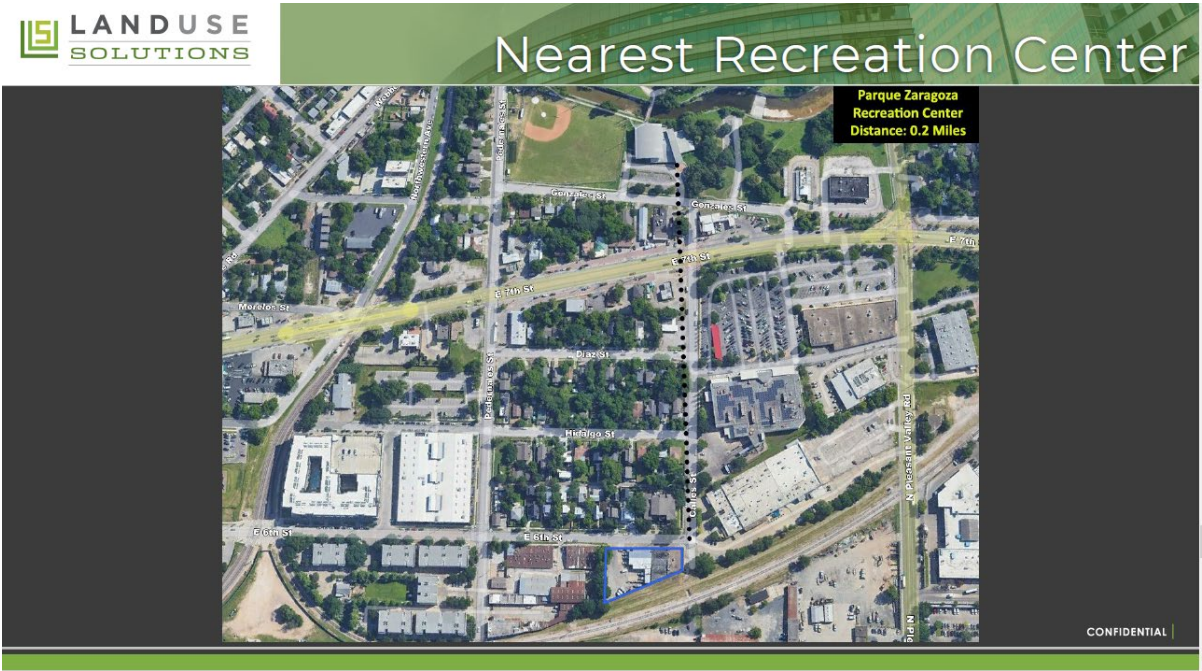 LANDUSE
SOLUTIONS
Nearest Recreation Center
Parque Zaragoza
Recreation Center
Distance: 0.2 Miles
Pedernales St
Northwestern Ave
Gonzales St
Gonzales St
E 7th St
E 7th
E 7th St
Morelos St
Diaz St
Pedernales St
Hidalgo St
N Pleasant Valley Rd
Calles St
E 6th St
E 6th St
CONFIDENTIAL